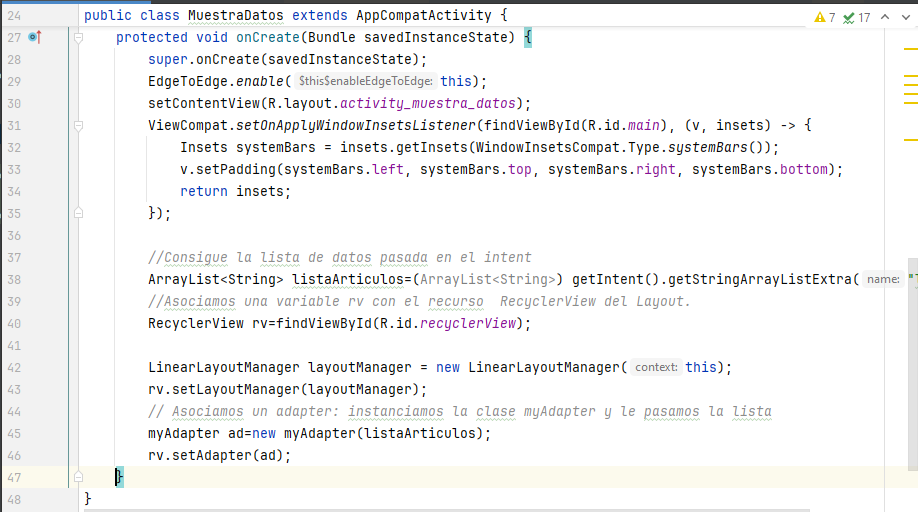 24 public class MuestraDatos extends AppCompatActivity { 7 17
27 protected void onCreate(Bundle savedInstanceState) {
28 super.onCreate(savedInstanceState);
29 EdgeToEdge.enable( $this$enableEdgeToEdge: this);
30 setContentView(R.layout.activity_muestra_datos);
31 ViewCompat.setOnApplyWindowInsetsListener(findViewById(R.id.main), (v, insets) -> {
32 Insets systemBars = insets.getInsets(WindowInsetsCompat.Type.systemBars());
33 v.setPadding(systemBars.left, systemBars.top, systemBars.right, systemBars.bottom);
34 return insets;
35 });
36
37 //Consigue la lista de datos pasada en el intent
38 ArrayList<String> listaArticulos=(ArrayList<String>) getIntent().getStringArrayListExtra( name:
39 //Asociamos una variable rv con el recurso  RecyclerView del Layout.
40 RecyclerView rv=findViewById(R.id.recyclerView);
41
42 LinearLayoutManager layoutManager = new LinearLayoutManager( context: this);
43 rv.setLayoutManager(layoutManager);
44 // Asociamos un adapter: instanciamos la clase myAdapter y le pasamos la lista
45 myAdapter ad=new myAdapter(listaArticulos);
46 rv.setAdapter(ad);
47 }
48 }